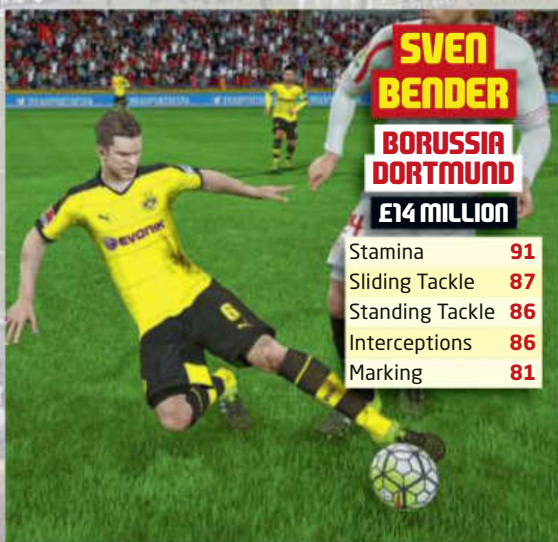 SVEN
BENDER
BORUSSIA
DORTMUND
£14 MILLION
Stamina 91
Sliding Tackle 87
Standing Tackle 86
Interceptions 86
Marking 81
EVONIK
6